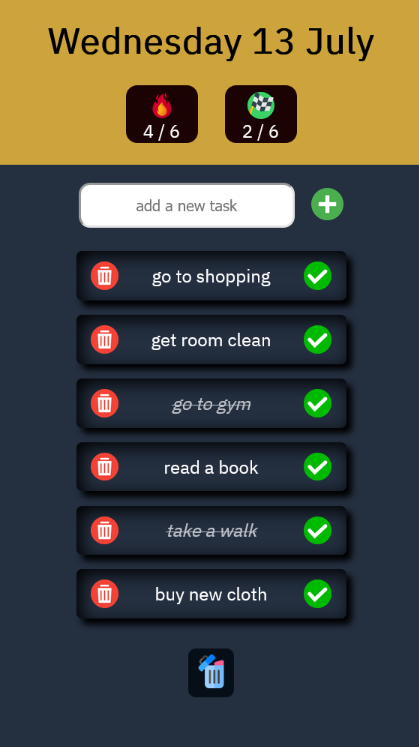 Wednesday 13 July
4 / 6
2 / 6
add a new task
go to shopping
get room clean
go to gym
read a book
take a walk
buy new cloth